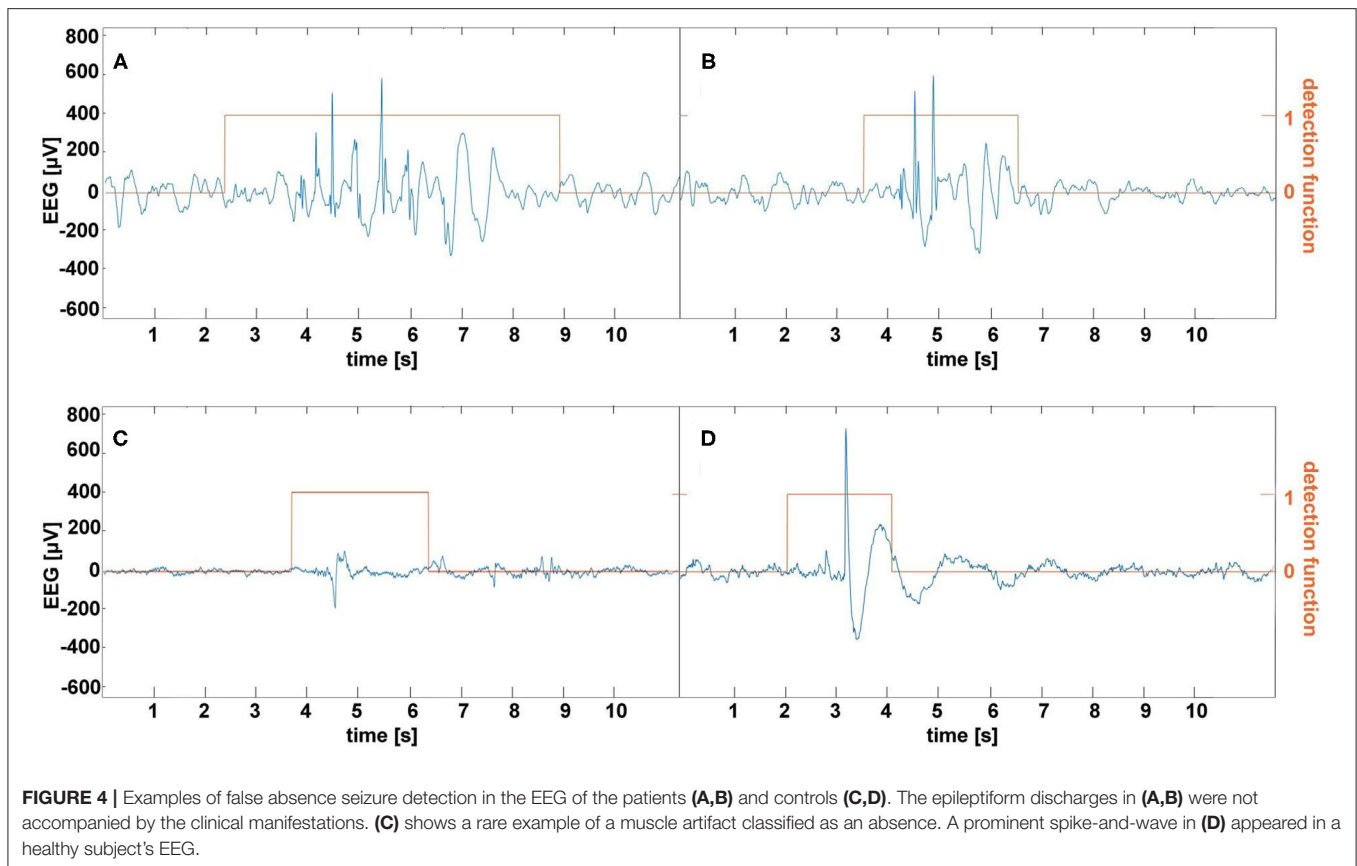 800
600
400
200
0
-200
-400
-600
EEG [µV]
A
1 2 3 4 5 6 7 8 9 10
time [s]
B
1 2 3 4 5 6 7 8 9 10
time [s]
1
0
detection function
800
600
400
200
0
-200
-400
-600
EEG [µV]
C
1 2 3 4 5 6 7 8 9 10
time [s]
D
1 2 3 4 5 6 7 8 9 10
time [s]
1
0
detection function
FIGURE 4 | Examples of false absence seizure detection in the EEG of the patients (A,B) and controls (C,D). The epileptiform discharges in (A,B) were not
accompanied by the clinical manifestations. (C) shows a rare example of a muscle artifact classified as an absence. A prominent spike-and-wave in (D) appeared in a
healthy subject's EEG.